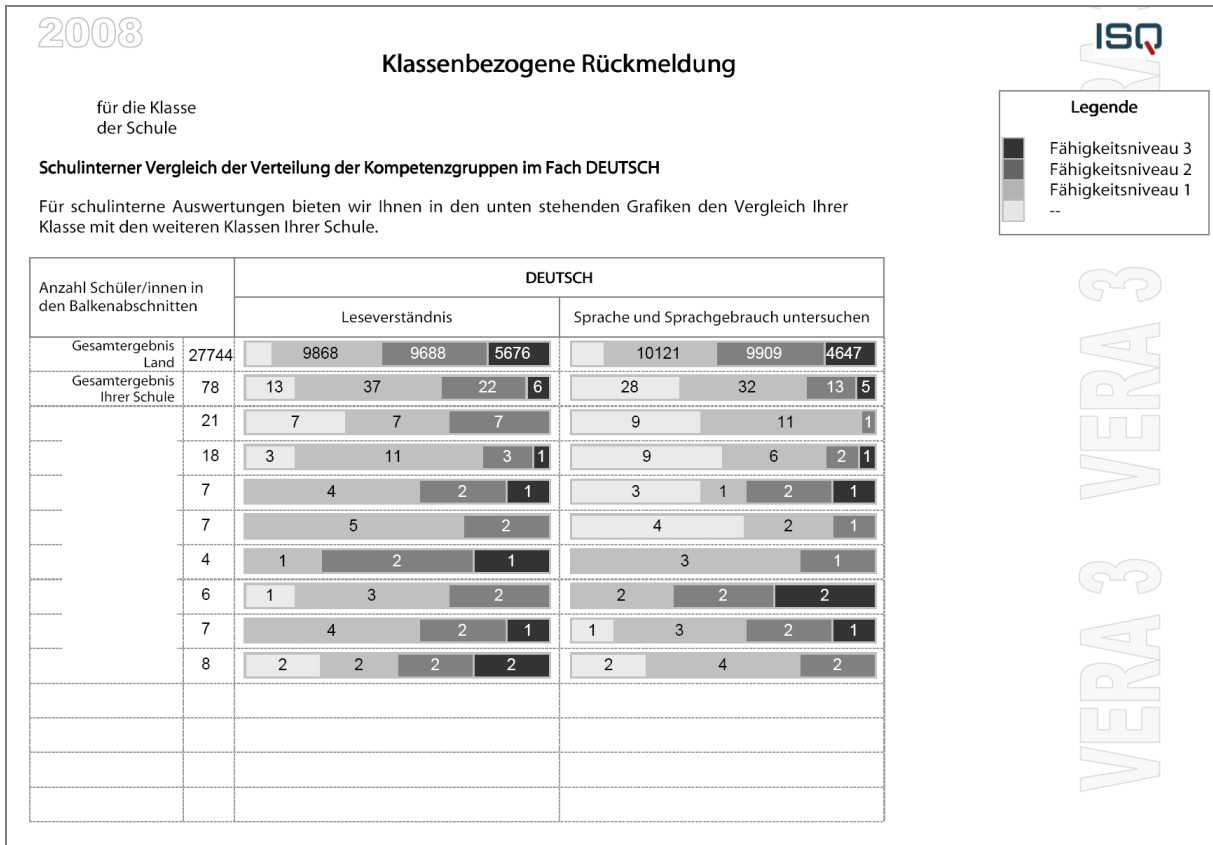 2008
ISQ
Klassenbezogene Rückmeldung
für die Klasse
der Schule
Legende
Fähigkeitsniveau 3
Fähigkeitsniveau 2
Fähigkeitsniveau 1
--
Schulinterner Vergleich der Verteilung der Kompetenzgruppen im Fach DEUTSCH
Für schulinterne Auswertungen bieten wir Ihnen in den unten stehenden Grafiken den Vergleich Ihrer
Klasse mit den weiteren Klassen Ihrer Schule.
Anzahl Schüler/innen in
den Balkenabschnitten
DEUTSCH
Leseverständnis Sprache und Sprachgebrauch untersuchen
Gesamtergebnis
Land 27744 9868 9688 5676 10121 9909 4647
Gesamtergebnis
Ihrer Schule 78 13 37 22 6 28 32 13 5
21 7 7 7 9 11 1
18 3 11 3 1 9 6 2 1
7 4 2 1 3 1 2 1
7 5 2 4 2 1
4 1 2 1 3 1
6 1 3 2 2 2 2
7 4 2 1 1 3 2 1
8 2 2 2 2 2 4 2
VERA 3 VERA 3